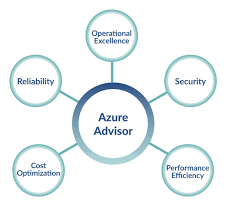 Operational
Excellence
Reliability
Security
Azure
Advisor
Cost
Optimization
Performance
Efficiency